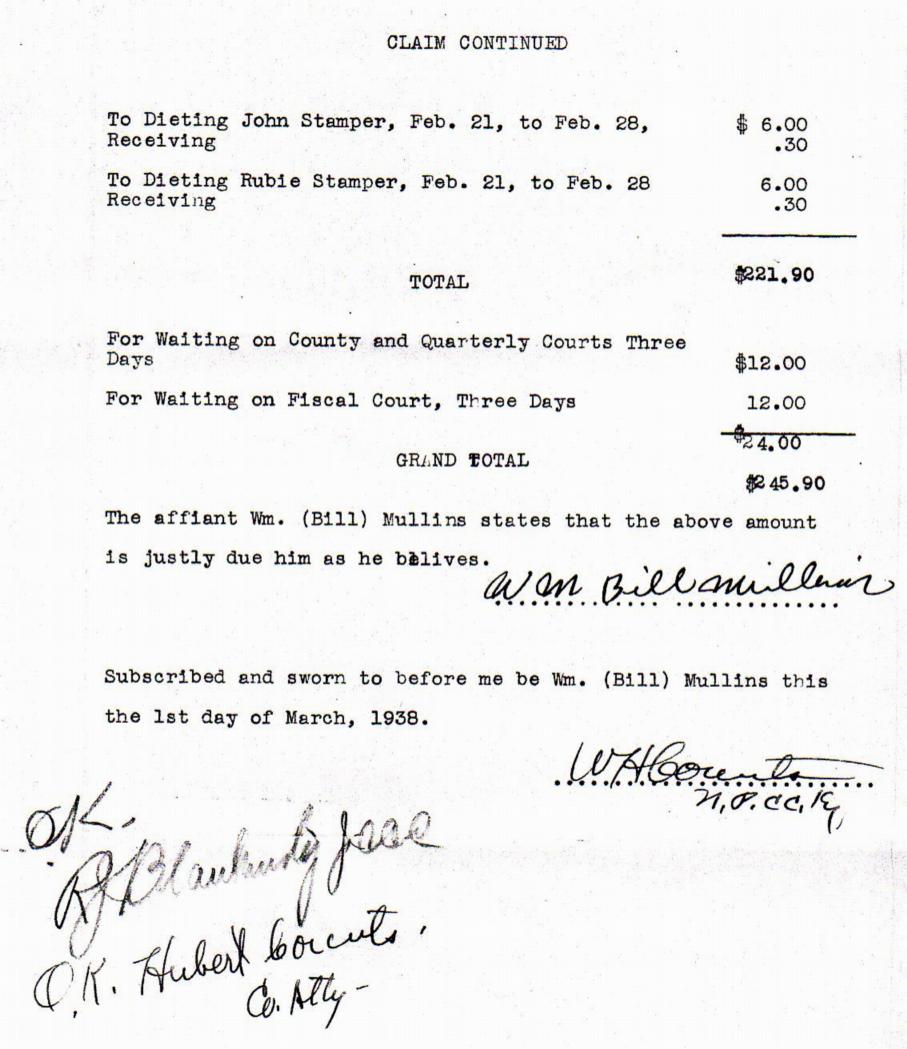 CLAIM CONTINUED
To Dieting John Stamper, Feb. 21, to Feb. 28, $ 6.00
Receiving .30
To Dieting Rubie Stamper, Feb. 21, to Feb. 28 6.00
Receiving .30
TOTAL $221.90
For Waiting on County and Quarterly Courts Three
Days $12.00
For Waiting on Fiscal Court, Three Days 12.00
$24.00
GRAND TOTAL
$245.90
The affiant Wm. (Bill) Mullins states that the above amount
is justly due him as he belives.
W M Bill Mullins
Subscribed and sworn to before me be Wm. (Bill) Mullins this
the 1st day of March, 1938.
W H Counts
N.P. CC, Ky,
OK.
O.K. Hubert Counts.
Co. Atty-